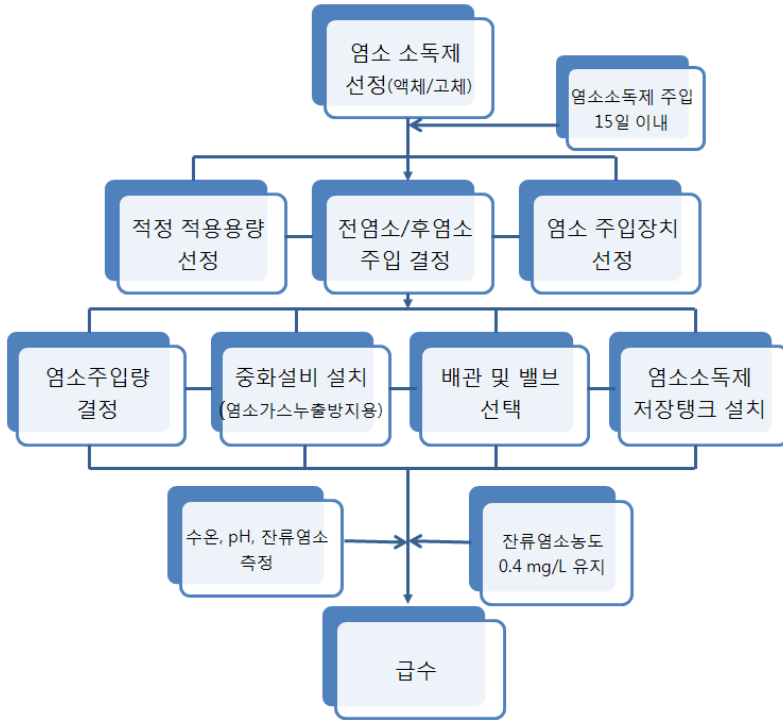 염소 소독제
선정(액체/고체)
염소소독제 주입
15일 이내
적정 적용용량
선정
전염소/후염소
주입 결정
염소 주입장치
선정
염소주입량
결정
중화설비 설치
(염소가스누출방지용)
배관 및 밸브
선택
염소소독제
저장탱크 설치
수온, pH, 잔류염소
측정
잔류염소농도
0.4 mg/L 유지
급수